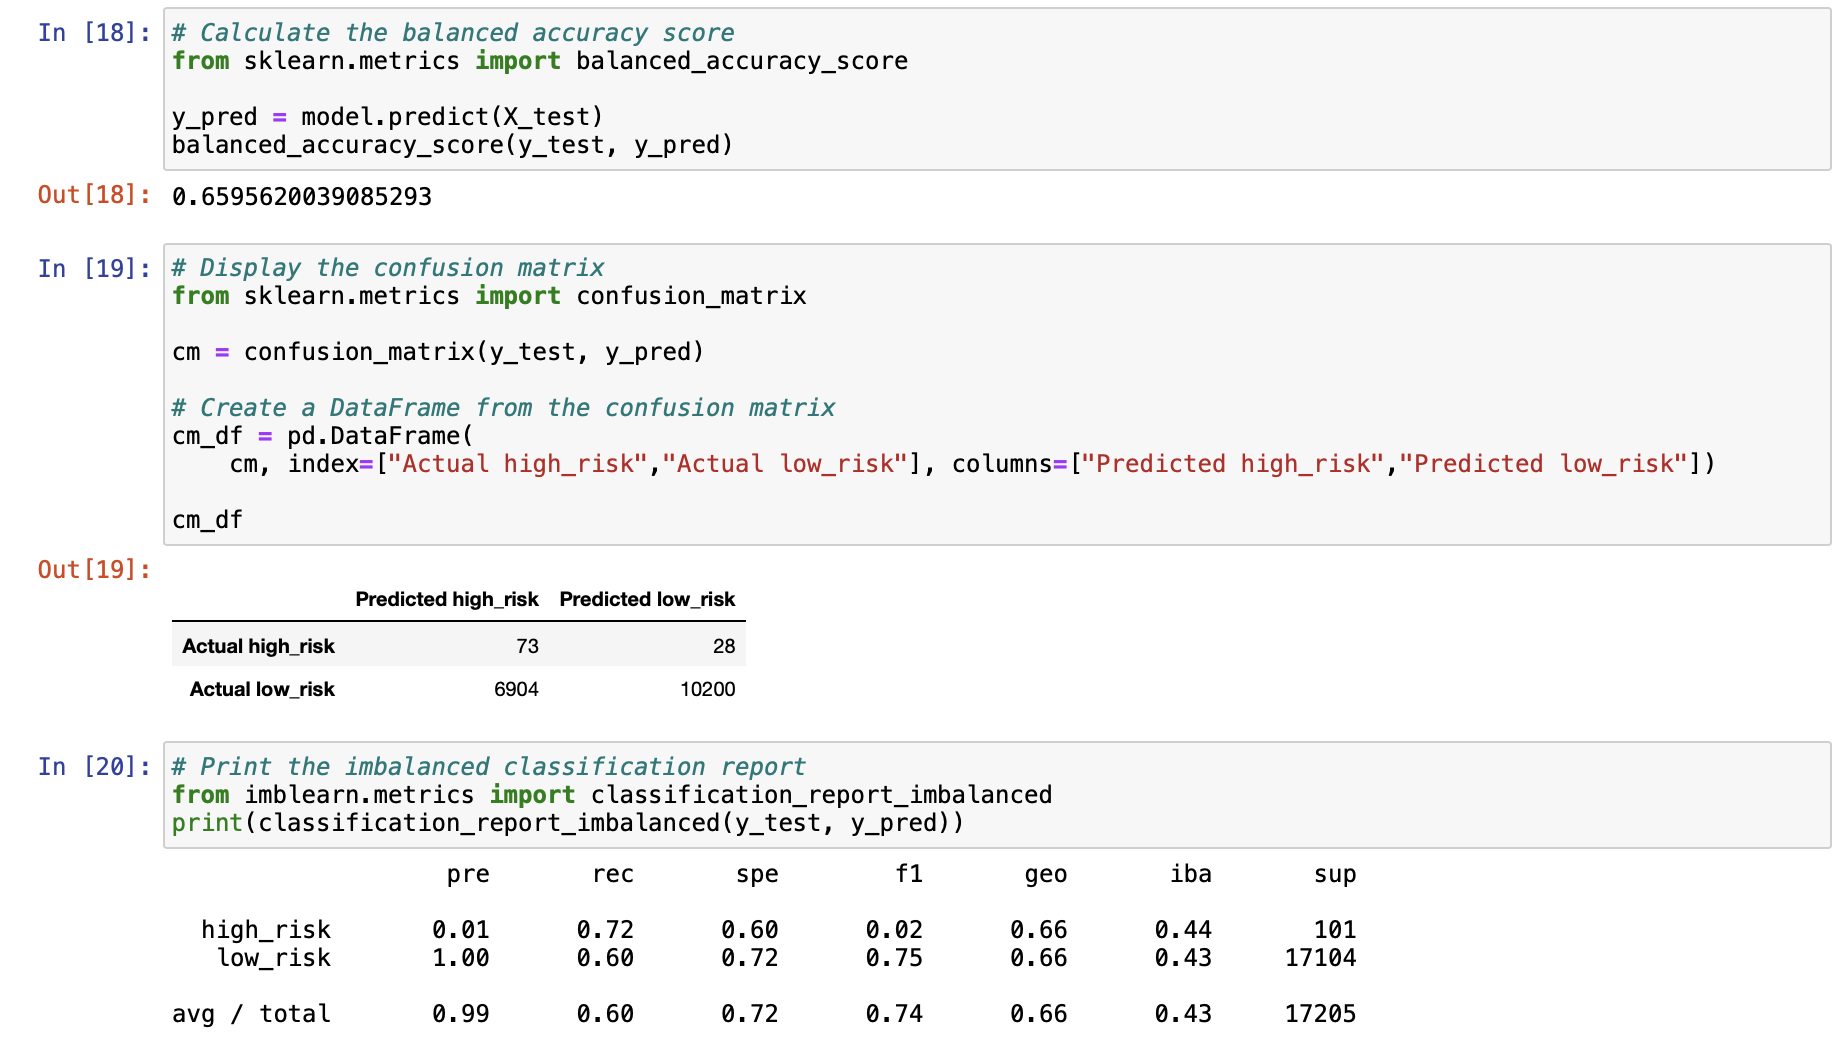 In [18]: # Calculate the balanced accuracy score
from sklearn.metrics import balanced_accuracy_score
y_pred = model.predict(X_test)
balanced_accuracy_score(y_test, y_pred)
Out[18]: 0.6595620039085293
In [19]: # Display the confusion matrix
from sklearn.metrics import confusion_matrix
cm = confusion_matrix(y_test, y_pred)
# Create a DataFrame from the confusion matrix
cm_df = pd.DataFrame(
    cm, index=["Actual high_risk","Actual low_risk"], columns=["Predicted high_risk","Predicted low_risk"])
cm_df
Out[19]:
Predicted high_risk Predicted low_risk
Actual high_risk 73 28
Actual low_risk 6904 10200
In [20]: # Print the imbalanced classification report
from imblearn.metrics import classification_report_imbalanced
print(classification_report_imbalanced(y_test, y_pred))
pre rec spe f1 geo iba sup
high_risk 0.01 0.72 0.60 0.02 0.66 0.44 101
low_risk 1.00 0.60 0.72 0.75 0.66 0.43 17104
avg / total 0.99 0.60 0.72 0.74 0.66 0.43 17205